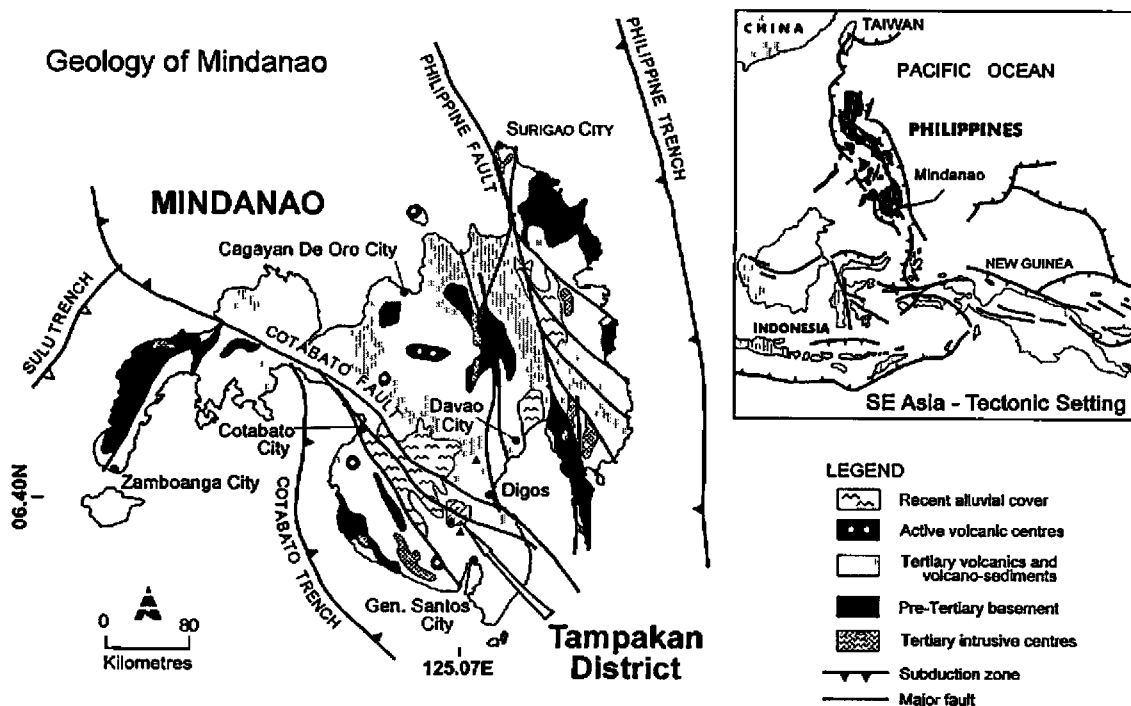 Geology of Mindanao
PHILIPPINE FAULT
PHILIPPINE TRENCH
SURIGAO CITY
MINDANAO
Cagayan De Oro City
SULU TRENCH
COTABATO FAULT
Davao
City
Cotabato
City
Zamboanga City
Digos
06.40N
COTABATO TRENCH
Gen. Santos
City
Tampakan
District
0 80
Kilometres
125.07E
CHINA
TAIWAN
PACIFIC OCEAN
PHILIPPINES
Mindanao
NEW GUINEA
INDONESIA
SE Asia - Tectonic Setting
LEGEND
Recent alluvial cover
Active volcanic centres
Tertiary volcanics and
volcano-sediments
Pre-Tertiary basement
Tertiary intrusive centres
Subduction zone
Major fault